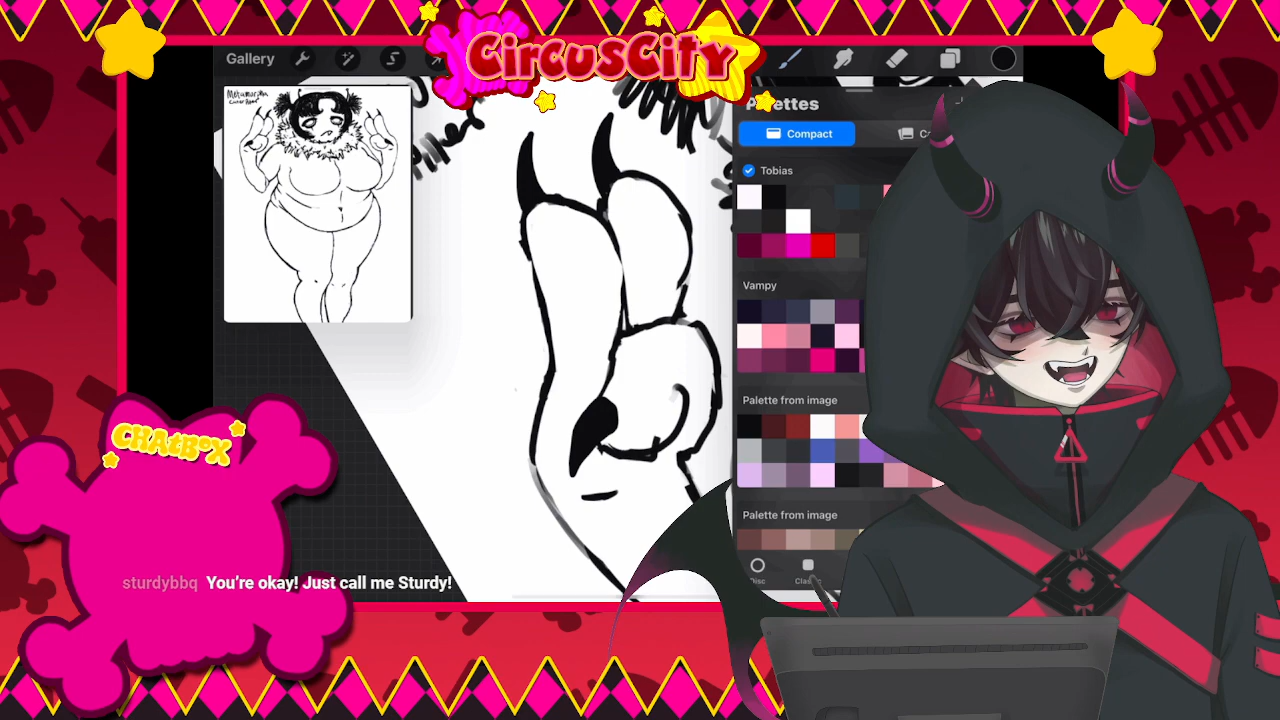 CircusCity
Gallery
Palettes
Compact
Tobias
Vampy
Palette from image
Palette from image
Disc
CHAtBoX
sturdybbq You're okay! Just call me Sturdy!